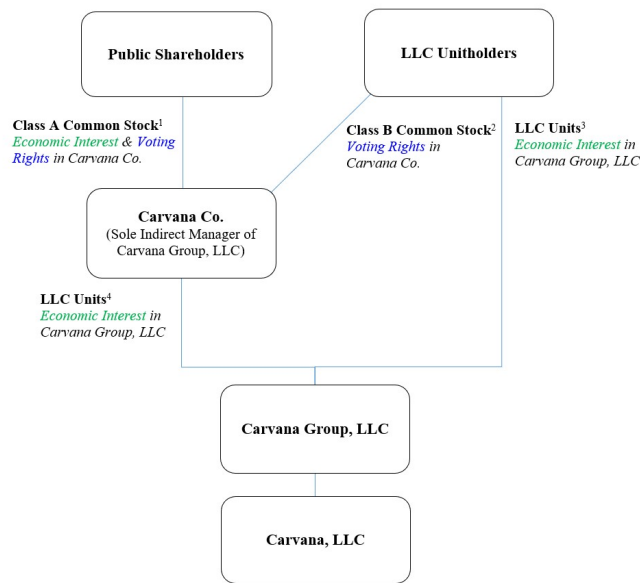 Public Shareholders
LLC Unitholders
Class A Common Stock¹
Economic Interest & Voting
Rights in Carvana Co.
Class B Common Stock²
Voting Rights in
Carvana Co.
LLC Units³
Economic Interest in
Carvana Group, LLC
Carvana Co.
(Sole Indirect Manager of
Carvana Group, LLC)
LLC Units⁴
Economic Interest in
Carvana Group, LLC
Carvana Group, LLC
Carvana, LLC